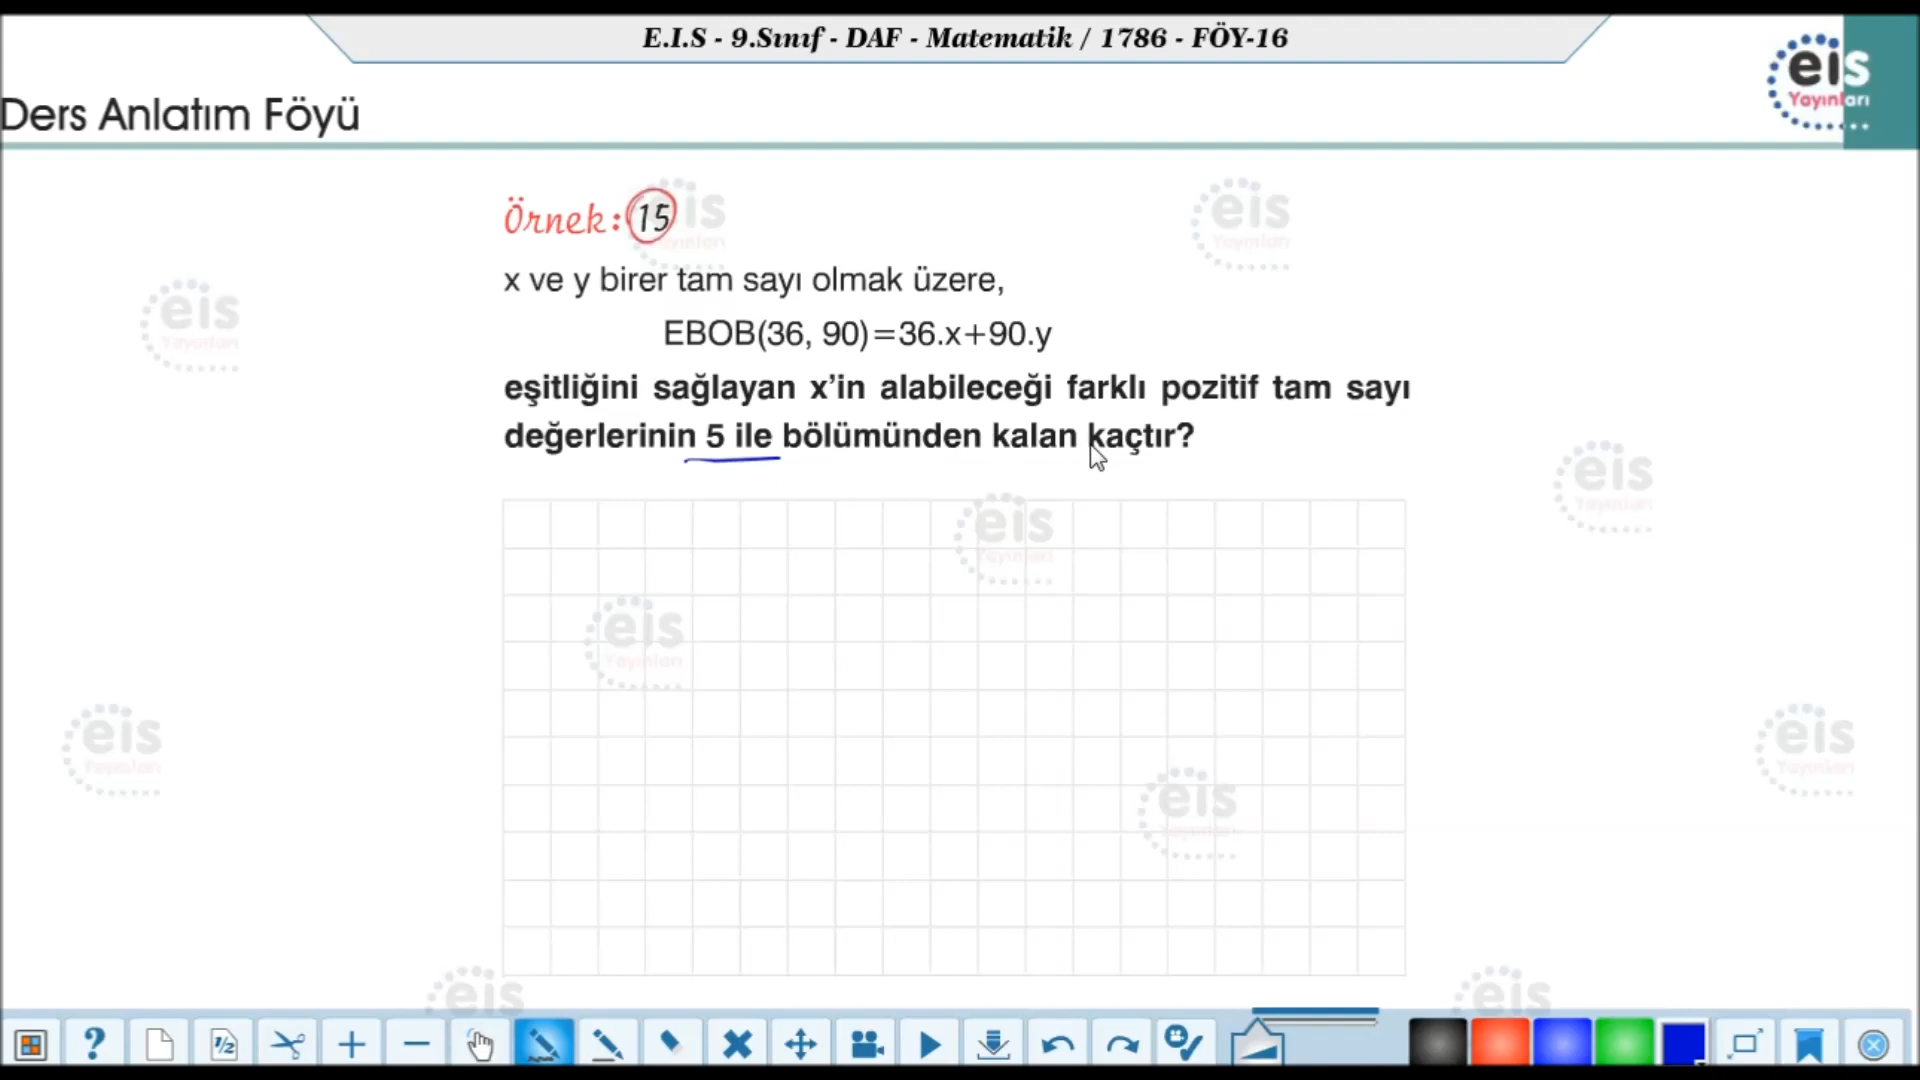 E.I.S - 9.Sınıf - DAF - Matematik / 1786 - FÖY-16
eis
Yayınları
Ders Anlatım Föyü
Örnek: 15
x ve y birer tam sayı olmak üzere,
EBOB(36, 90)=36.x+90.y
eşitliğini sağlayan x'in alabileceği farklı pozitif tam sayı
değerlerinin 5 ile bölümünden kalan kaçtır?